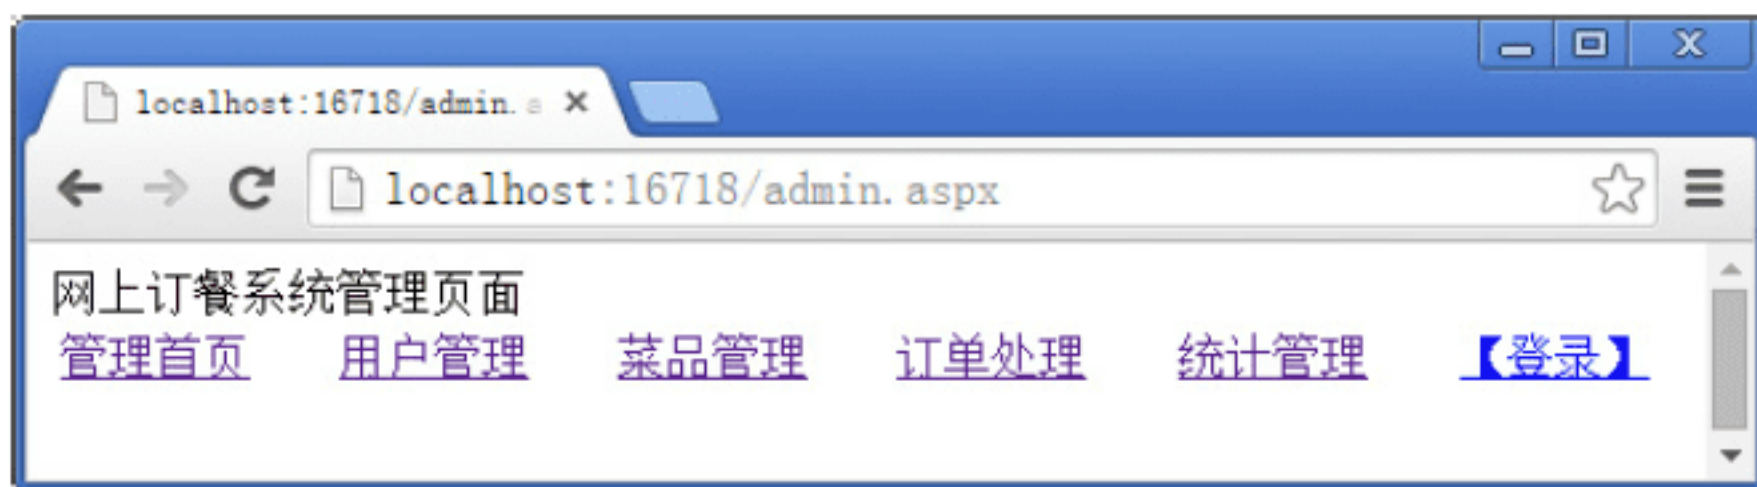 localhost:16718/admin.a
localhost:16718/admin.aspx
网上订餐系统管理页面
管理首页 用户管理 菜品管理 订单处理 统计管理 【登录】